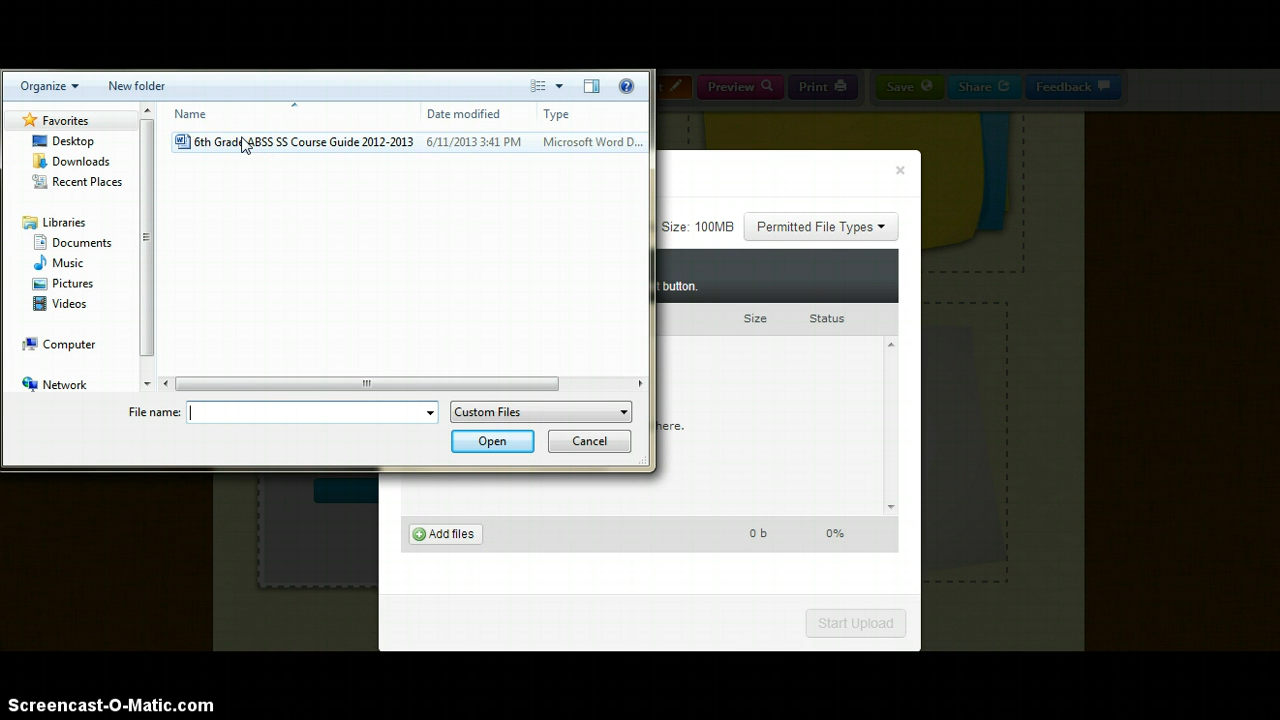 Organize New folder
Name Date modified Type
6th Grade ABSS SS Course Guide 2012-2013 6/11/2013 3:41 PM Microsoft Word D...
Favorites
Desktop
Downloads
Recent Places
Libraries
Documents
Music
Pictures
Videos
Computer
Network
File name: Custom Files
Open Cancel
Preview Print Save Share Feedback
×
Size: 100MB Permitted File Types
button.
Size Status
here.
Add files 0 b 0%
Start Upload
Screencast-O-Matic.com